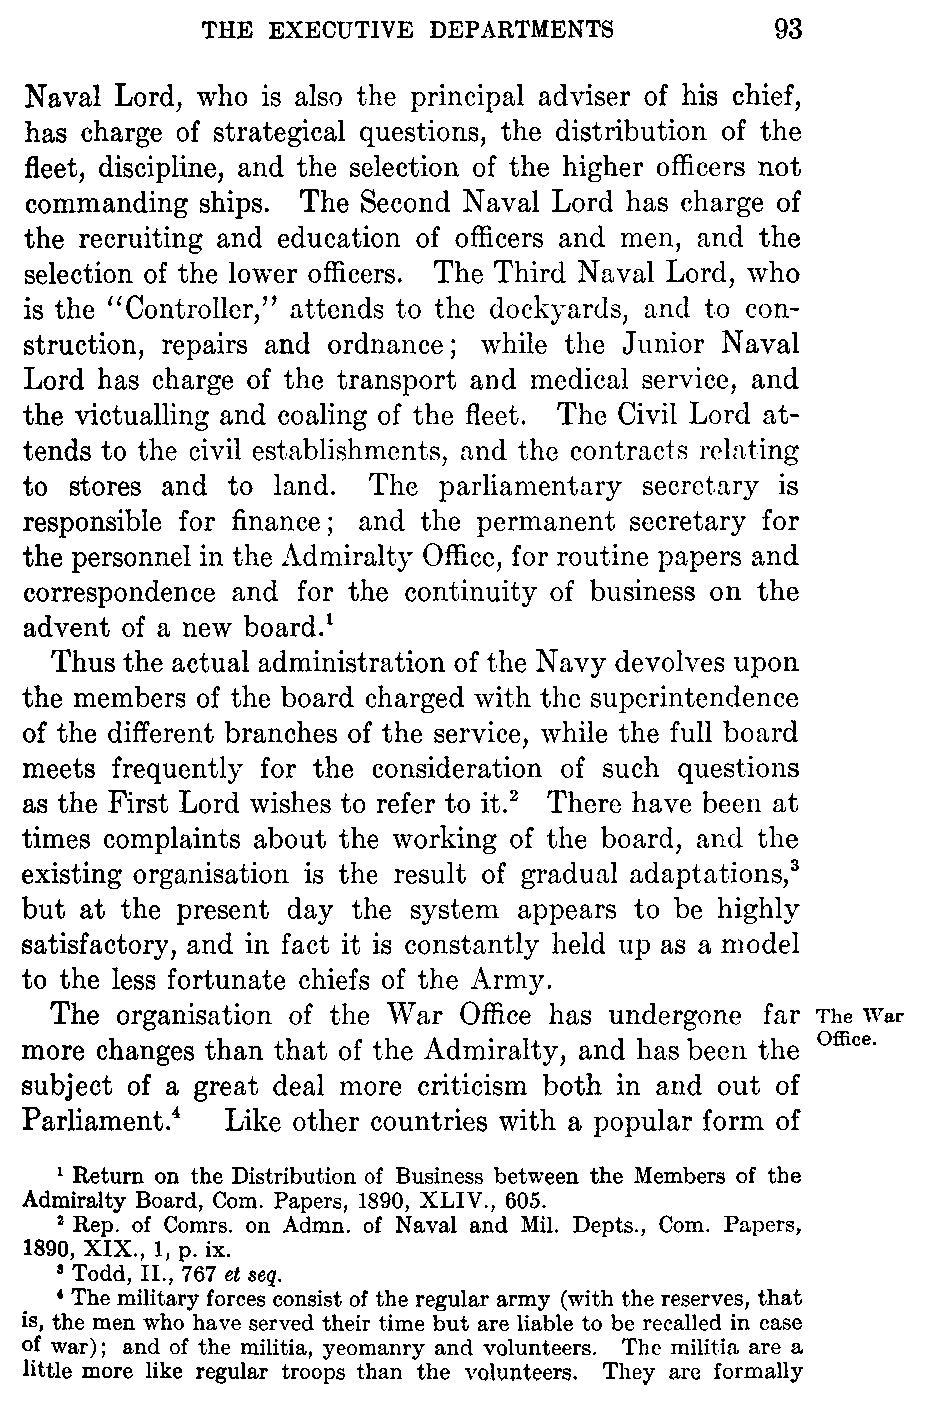 THE EXECUTIVE DEPARTMENTS 93
Naval Lord, who is also the principal adviser of his chief,
has charge of strategical questions, the distribution of the
fleet, discipline, and the selection of the higher officers not
commanding ships. The Second Naval Lord has charge of
the recruiting and education of officers and men, and the
selection of the lower officers. The Third Naval Lord, who
is the "Controller," attends to the dockyards, and to con-
struction, repairs and ordnance; while the Junior Naval
Lord has charge of the transport and medical service, and
the victualling and coaling of the fleet. The Civil Lord at-
tends to the civil establishments, and the contracts relating
to stores and to land. The parliamentary secretary is
responsible for finance; and the permanent secretary for
the personnel in the Admiralty Office, for routine papers and
correspondence and for the continuity of business on the
advent of a new board.¹
Thus the actual administration of the Navy devolves upon
the members of the board charged with the superintendence
of the different branches of the service, while the full board
meets frequently for the consideration of such questions
as the First Lord wishes to refer to it.² There have been at
times complaints about the working of the board, and the
existing organisation is the result of gradual adaptations,³
but at the present day the system appears to be highly
satisfactory, and in fact it is constantly held up as a model
to the less fortunate chiefs of the Army.
The organisation of the War Office has undergone far
more changes than that of the Admiralty, and has been the
subject of a great deal more criticism both in and out of
Parliament.⁴ Like other countries with a popular form of
The War
Office.
¹ Return on the Distribution of Business between the Members of the
Admiralty Board, Com. Papers, 1890, XLIV., 605.
² Rep. of Comrs. on Admn. of Naval and Mil. Depts., Com. Papers,
1890, XIX., 1, p. ix.
³ Todd, II., 767 et seq.
⁴ The military forces consist of the regular army (with the reserves, that
is, the men who have served their time but are liable to be recalled in case
of war); and of the militia, yeomanry and volunteers. The militia are a
little more like regular troops than the volunteers. They are formally